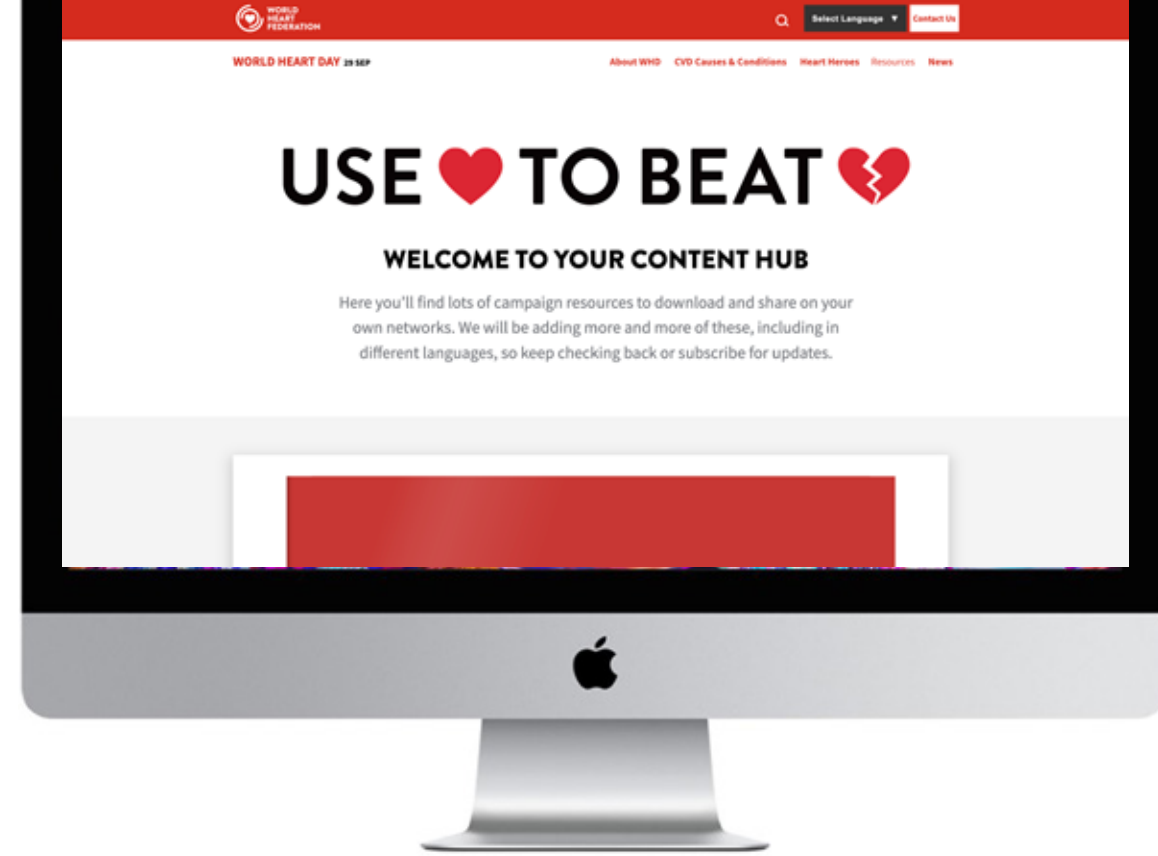 WORLD
HEART
FEDERATION
Select Language ▼
Contact Us
WORLD HEART DAY 29 SEP
About WHD CVD Causes & Conditions Heart Heroes Resources News
USE ❤ TO BEAT 💔
WELCOME TO YOUR CONTENT HUB
Here you'll find lots of campaign resources to download and share on your
own networks. We will be adding more and more of these, including in
different languages, so keep checking back or subscribe for updates.